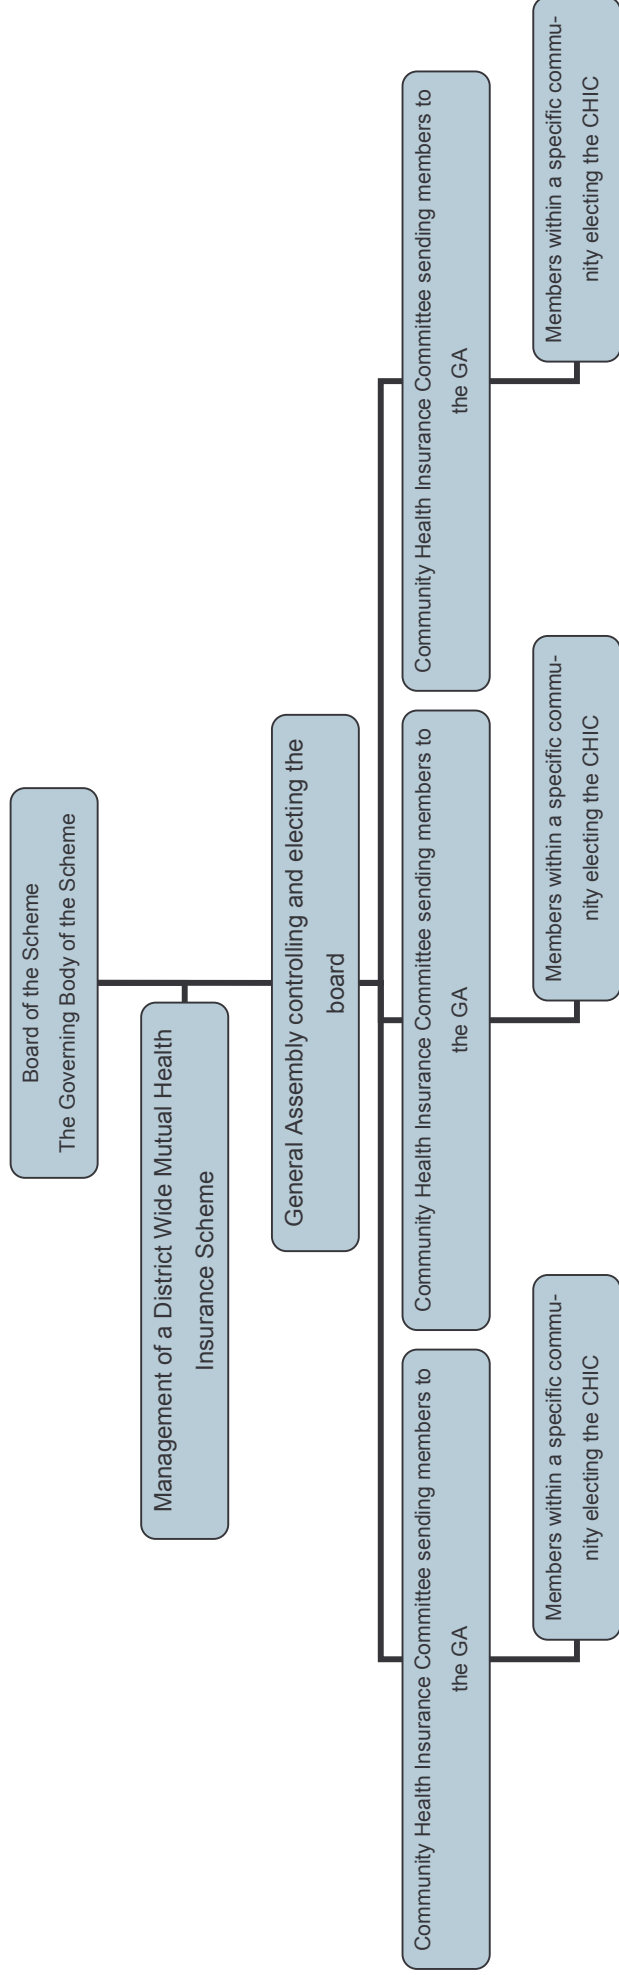 Board of the Scheme
The Governing Body of the Scheme
Management of a District Wide Mutual Health
Insurance Scheme
General Assembly controlling and electing the
board
Community Health Insurance Committee sending members to
the GA
Members within a specific commu-
nity electing the CHIC
Community Health Insurance Committee sending members to
the GA
Members within a specific commu-
nity electing the CHIC
Community Health Insurance Committee sending members to
the GA
Members within a specific commu-
nity electing the CHIC